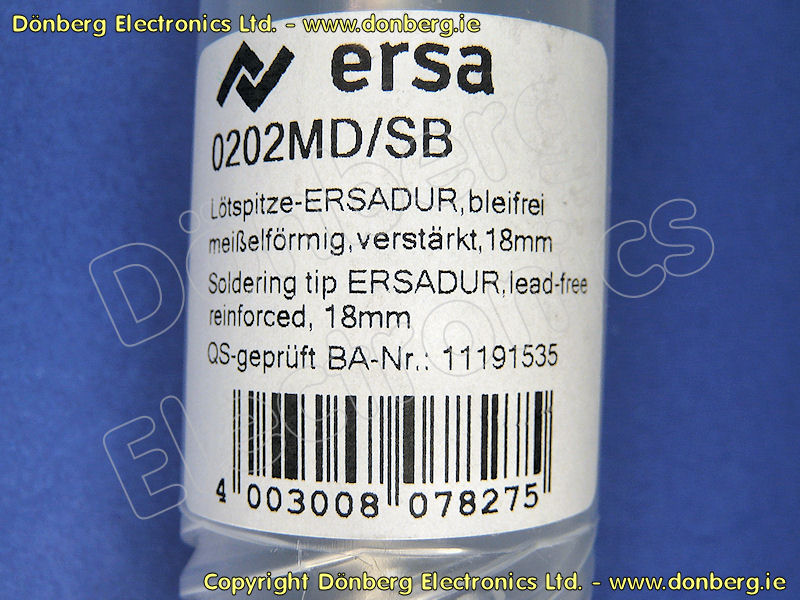 Dönberg Electronics Ltd. - www.donberg.ie
ersa
0202MD/SB
Lötspitze-ERSADUR,bleifrei
meißelförmig,verstärkt,18mm
Soldering tip ERSADUR,lead-free
reinforced, 18mm
QS-geprüft BA-Nr.: 11191535
4 003008 078275
Dönberg
Electronics
Copyright Dönberg Electronics Ltd. - www.donberg.ie